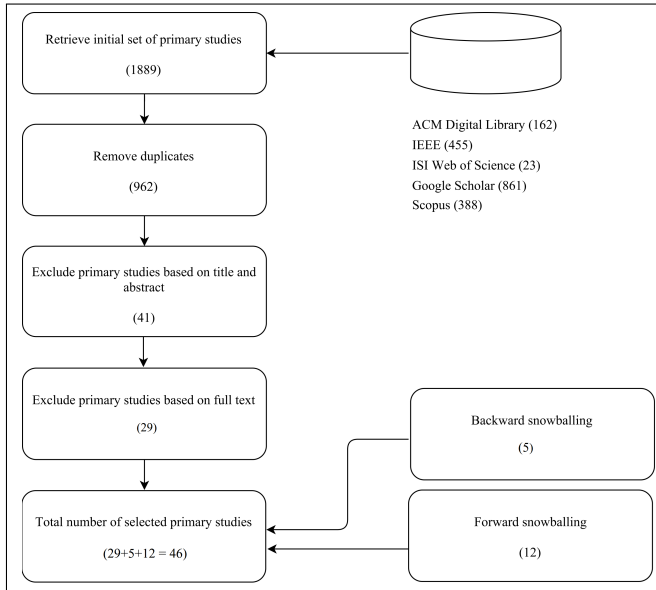 Retrieve initial set of primary studies
(1889)
ACM Digital Library (162)
IEEE (455)
ISI Web of Science (23)
Google Scholar (861)
Scopus (388)
Remove duplicates
(962)
Exclude primary studies based on title and
abstract
(41)
Exclude primary studies based on full text
(29)
Backward snowballing
(5)
Total number of selected primary studies
(29+5+12 = 46)
Forward snowballing
(12)